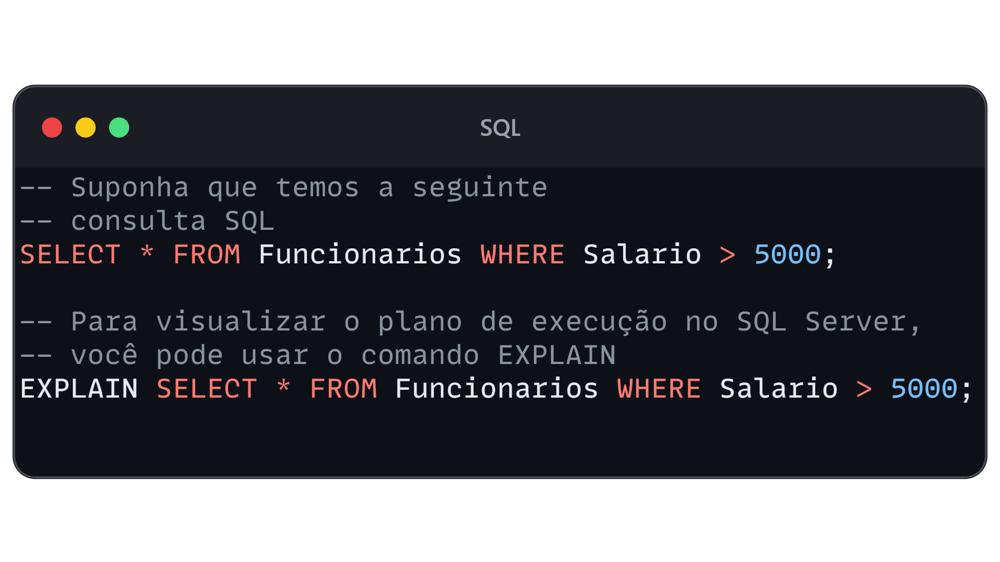 SQL
-- Suponha que temos a seguinte
-- consulta SQL
SELECT * FROM Funcionarios WHERE Salario > 5000;
-- Para visualizar o plano de execução no SQL Server,
-- você pode usar o comando EXPLAIN
EXPLAIN SELECT * FROM Funcionarios WHERE Salario > 5000;